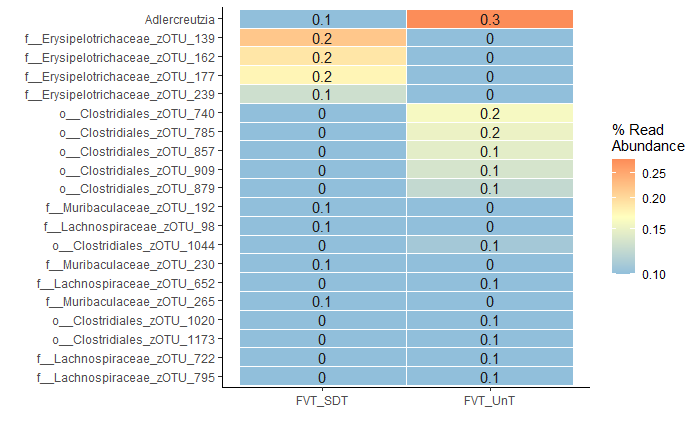 Adlercreutzia 0.1 0.3
f__Erysipelotrichaceae_zOTU_139 0.2 0
f__Erysipelotrichaceae_zOTU_162 0.2 0
f__Erysipelotrichaceae_zOTU_177 0.2 0
f__Erysipelotrichaceae_zOTU_239 0.1 0
o__Clostridiales_zOTU_740 0 0.2
o__Clostridiales_zOTU_785 0 0.2
o__Clostridiales_zOTU_857 0 0.1
o__Clostridiales_zOTU_909 0 0.1
o__Clostridiales_zOTU_879 0 0.1
f__Muribaculaceae_zOTU_192 0.1 0
f__Lachnospiraceae_zOTU_98 0.1 0
o__Clostridiales_zOTU_1044 0 0.1
f__Muribaculaceae_zOTU_230 0.1 0
f__Lachnospiraceae_zOTU_652 0 0.1
f__Muribaculaceae_zOTU_265 0.1 0
o__Clostridiales_zOTU_1020 0 0.1
o__Clostridiales_zOTU_1173 0 0.1
f__Lachnospiraceae_zOTU_722 0 0.1
f__Lachnospiraceae_zOTU_795 0 0.1
FVT_SDT FVT_UnT
% Read
Abundance
0.25
0.20
0.15
0.10